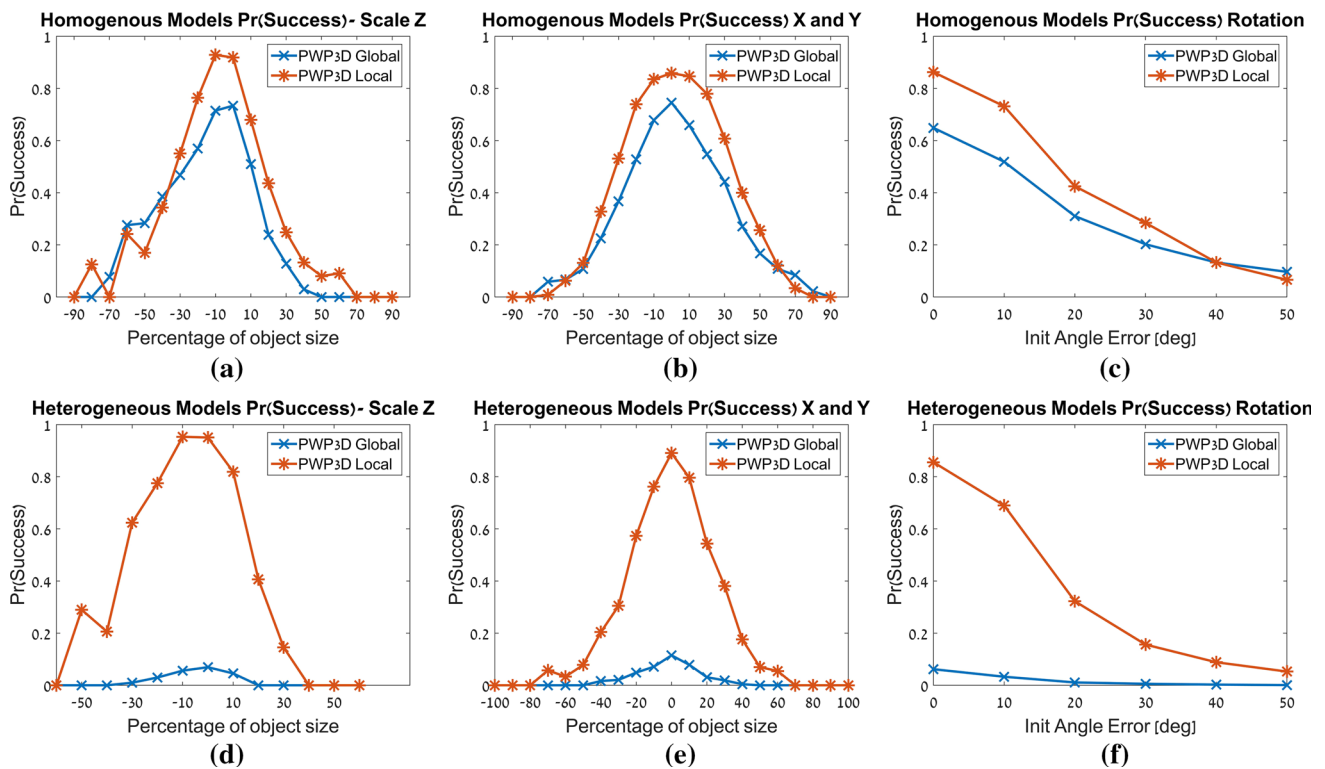 Homogenous Models Pr(Success)- Scale Z
PWP3D Global
PWP3D Local
Pr(Success)
1
0.8
0.6
0.4
0.2
0
-90 -70 -50 -30 -10 10 30 50 70 90
Percentage of object size
(a)
Homogenous Models Pr(Success) X and Y
PWP3D Global
PWP3D Local
Pr(Success)
1
0.8
0.6
0.4
0.2
0
-90 -70 -50 -30 -10 10 30 50 70 90
Percentage of object size
(b)
Homogenous Models Pr(Success) Rotation
PWP3D Global
PWP3D Local
Pr(Success)
1
0.8
0.6
0.4
0.2
0
0 10 20 30 40 50
Init Angle Error [deg]
(c)
Heterogeneous Models Pr(Success)- Scale Z
PWP3D Global
PWP3D Local
Pr(Success)
1
0.8
0.6
0.4
0.2
0
-50 -30 -10 10 30 50
Percentage of object size
(d)
Heterogeneous Models Pr(Success) X and Y
PWP3D Global
PWP3D Local
Pr(Success)
1
0.8
0.6
0.4
0.2
0
-100 -80 -60 -40 -20 0 20 40 60 80 100
Percentage of object size
(e)
Heterogeneous Models Pr(Success) Rotation
PWP3D Global
PWP3D Local
Pr(Success)
1
0.8
0.6
0.4
0.2
0
0 10 20 30 40 50
Init Angle Error [deg]
(f)